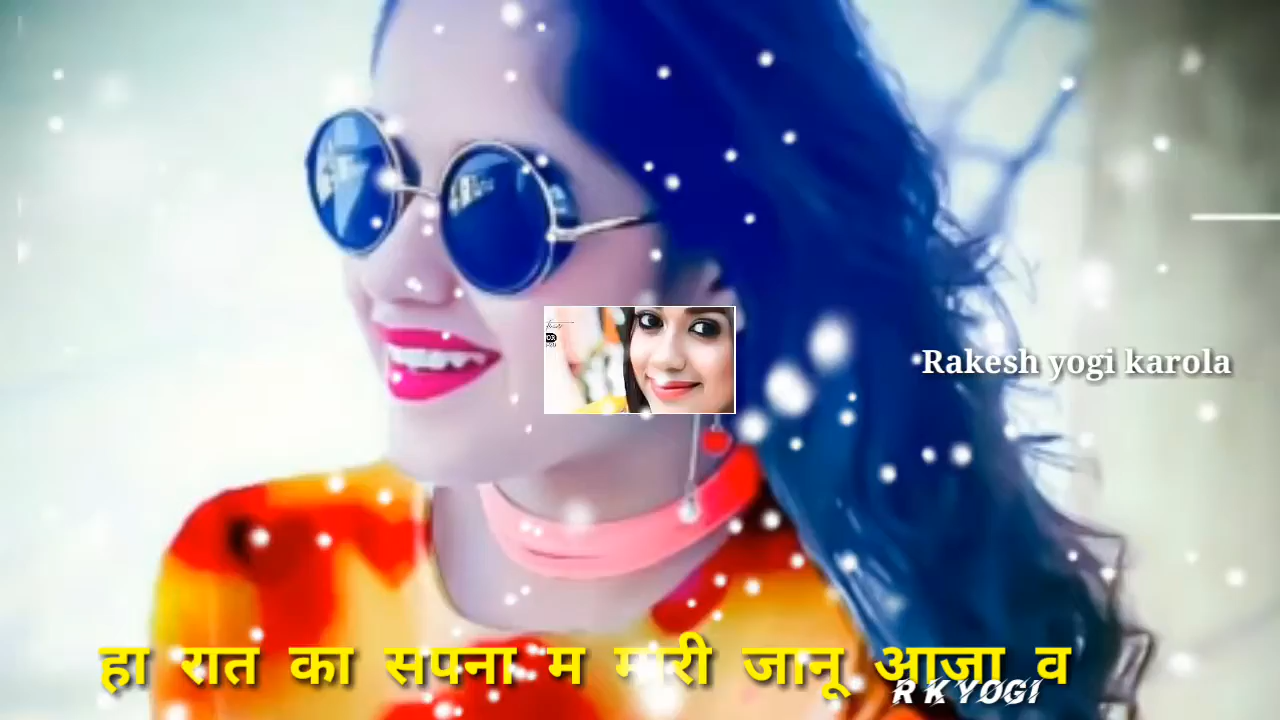 Rakesh yogi karola
हा रात का सपना म मारी जानू आजा व
R K YOGI